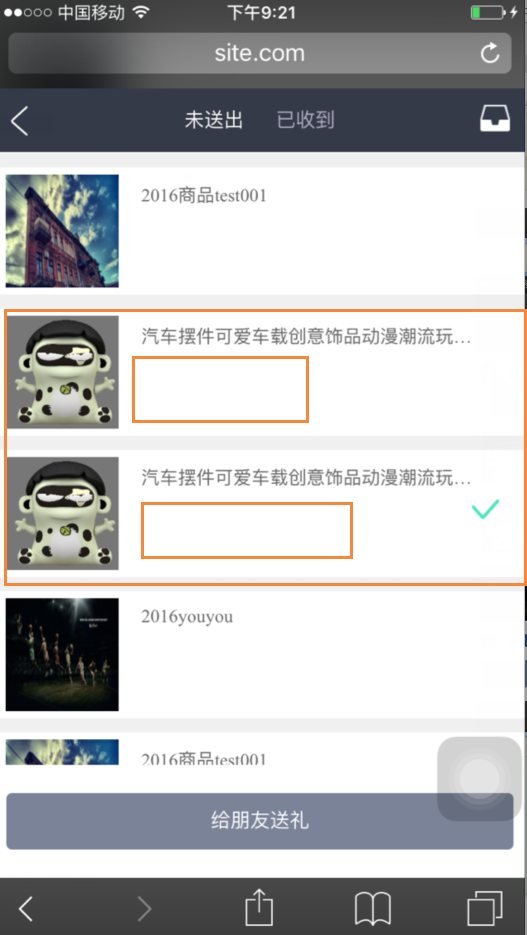 中国移动 下午9:21
site.com
未送出 已收到
2016商品test001
汽车摆件可爱车载创意饰品动漫潮流玩…
汽车摆件可爱车载创意饰品动漫潮流玩…
2016youyou
2016商品test001
给朋友送礼